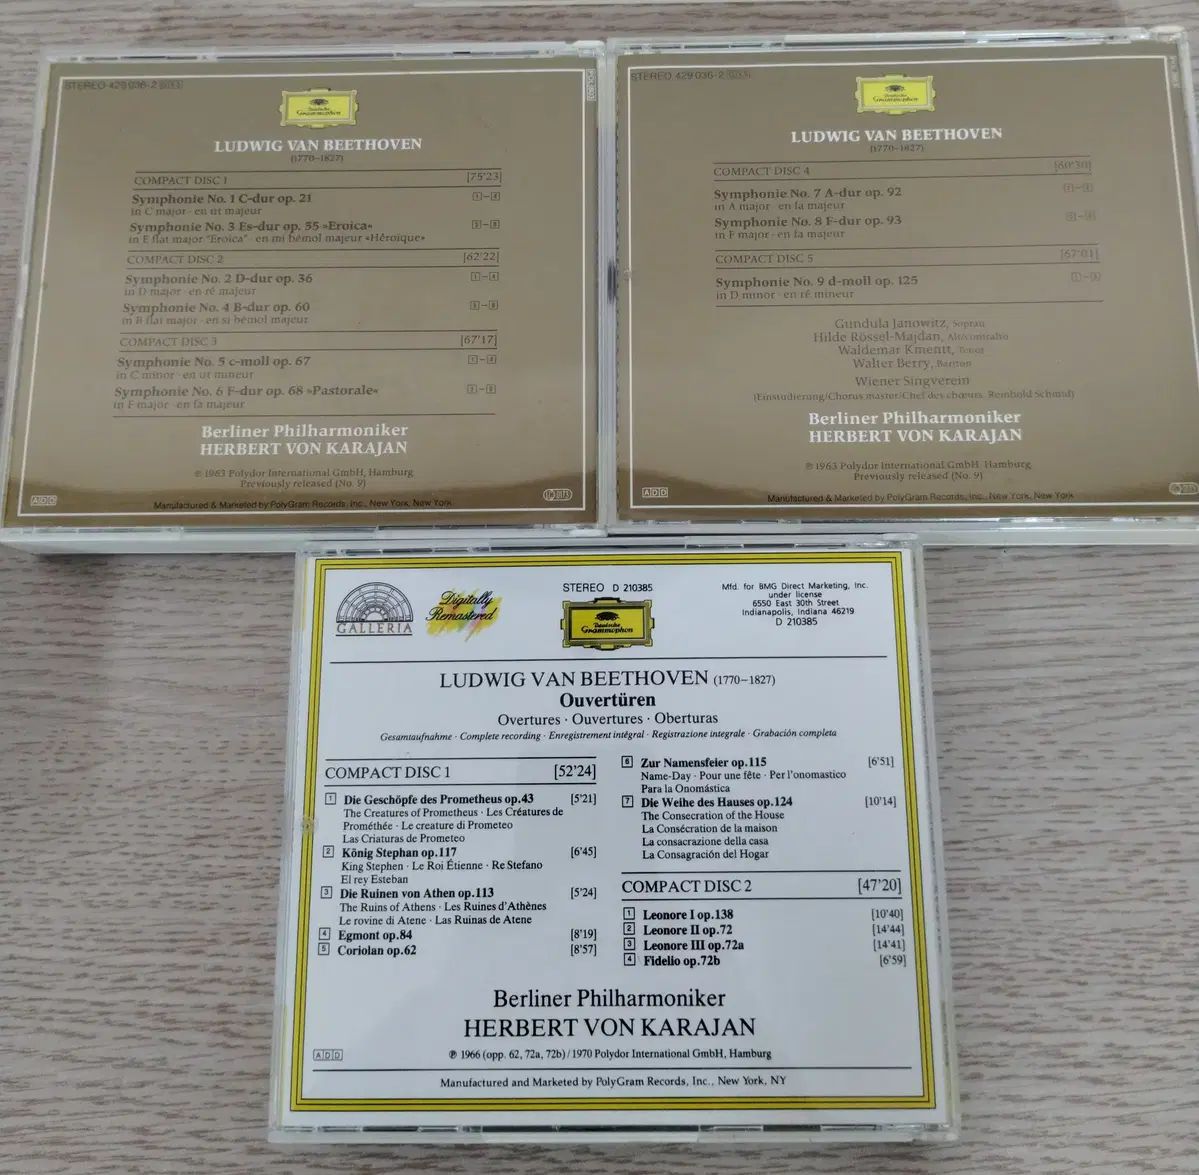 STEREO 429 036-2
Deutsche
Grammophon
LUDWIG VAN BEETHOVEN
(1770–1827)
COMPACT DISC 1 [75'23]
Symphonie No. 1 C-dur op. 21 1–4
in C major · en ut majeur
Symphonie No. 3 Es-dur op. 55 »Eroica«
in E flat major "Eroica" · en mi bémol majeur «Héroïque»
COMPACT DISC 2 [62'22]
Symphonie No. 2 D-dur op. 36 1–4
in D major · en ré majeur
Symphonie No. 4 B-dur op. 60 5–8
in B flat major · en si bémol majeur
COMPACT DISC 3 [67'17]
Symphonie No. 5 c-moll op. 67 1–4
in C minor · en ut mineur
Symphonie No. 6 F-dur op. 68 »Pastorale«
in F major · en fa majeur
Berliner Philharmoniker
HERBERT VON KARAJAN
℗ 1963 Polydor International GmbH, Hamburg
Previously released (No. 9)
ADD
Manufactured & Marketed by PolyGram Records, Inc., New York, New York
STEREO 429 036-2
Deutsche
Grammophon
LUDWIG VAN BEETHOVEN
(1770–1827)
COMPACT DISC 4 [60'30]
Symphonie No. 7 A-dur op. 92
in A major · en la majeur
Symphonie No. 8 F-dur op. 93
in F major · en fa majeur
COMPACT DISC 5 [67'01]
Symphonie No. 9 d-moll op. 125
in D minor · en ré mineur
Gundula Janowitz, Sopran
Hilde Rössel-Majdan, Alt/contralto
Waldemar Kmentt, Tenor
Walter Berry, Bariton
Wiener Singverein
(Einstudierung/Chorus master/Chef des chœurs: Reinhold Schmid)
Berliner Philharmoniker
HERBERT VON KARAJAN
℗ 1963 Polydor International GmbH, Hamburg
Previously released (No. 9)
ADD
Manufactured & Marketed by PolyGram Records, Inc., New York, New York
GALLERIA
Digitally
Remastered
STEREO D 210385
Deutsche
Grammophon
Mfd. for BMG Direct Marketing, Inc.
under license
6550 East 30th Street
Indianapolis, Indiana 46219
D 210385
LUDWIG VAN BEETHOVEN (1770–1827)
Ouvertüren
Overtures · Ouvertures · Oberturas
Gesamtaufnahme · Complete recording · Enregistrement intégral · Registrazione integrale · Grabación completa
COMPACT DISC 1 [52'24]
1 Die Geschöpfe des Prometheus op.43 [5'21]
The Creatures of Prometheus · Les Créatures de
Prométhée · Le creature di Prometeo
Las Criaturas de Prometeo
2 König Stephan op.117 [6'45]
King Stephen · Le Roi Étienne · Re Stefano
El rey Esteban
3 Die Ruinen von Athen op.113 [5'24]
The Ruins of Athens · Les Ruines d'Athènes
Le rovine di Atene · Las Ruinas de Atene
4 Egmont op.84 [8'19]
5 Coriolan op.62 [8'57]
6 Zur Namensfeier op.115 [6'51]
Name-Day · Pour une fête · Per l'onomastico
Para la Onomástica
7 Die Weihe des Hauses op.124 [10'14]
The Consecration of the House
La Consécration de la maison
La consacrazione della casa
La Consagración del Hogar
COMPACT DISC 2 [47'20]
1 Leonore I op.138 [10'40]
2 Leonore II op.72 [14'44]
3 Leonore III op.72a [14'41]
4 Fidelio op.72b [6'59]
Berliner Philharmoniker
HERBERT VON KARAJAN
ADD
℗ 1966 (opp. 62, 72a, 72b) / 1970 Polydor International GmbH, Hamburg
Manufactured and Marketed by PolyGram Records, Inc., New York, NY